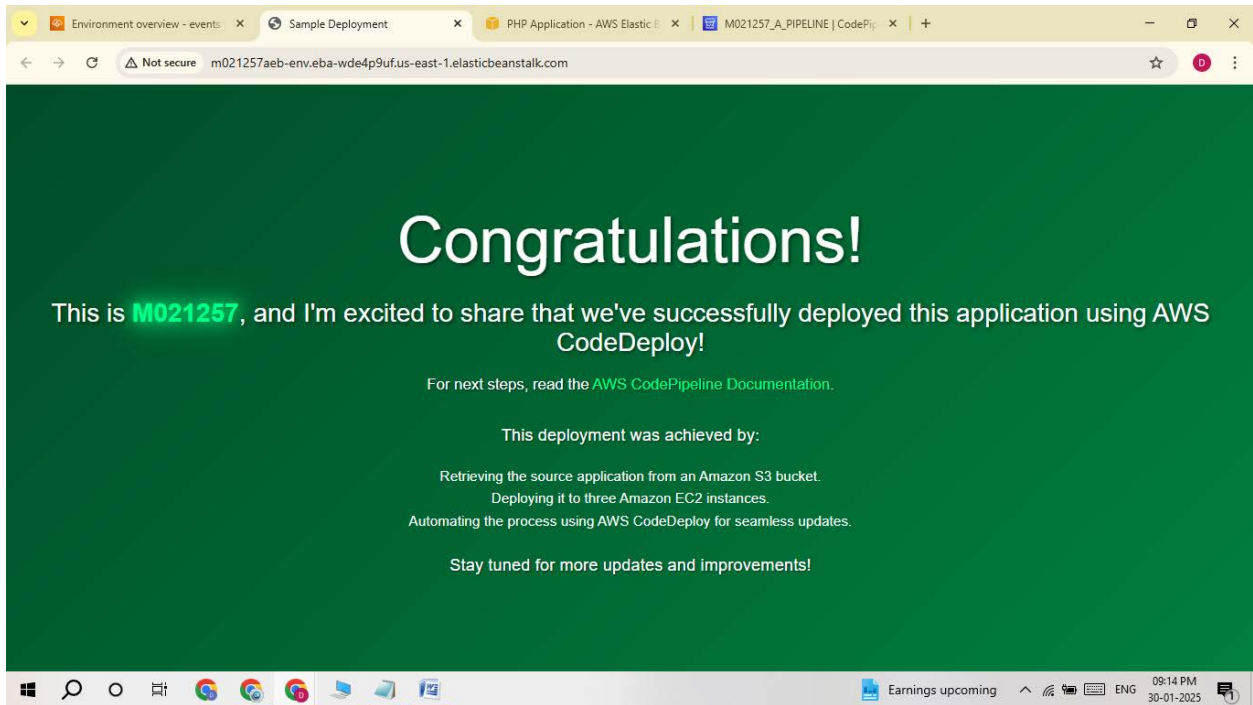 Environment overview - events
Sample Deployment
PHP Application - AWS Elastic B
M021257_A_PIPELINE | CodePip
Not secure
m021257aeb-env.eba-wde4p9uf.us-east-1.elasticbeanstalk.com
D
Congratulations!
This is M021257, and I'm excited to share that we've successfully deployed this application using AWS
CodeDeploy!
For next steps, read the AWS CodePipeline Documentation.
This deployment was achieved by:
Retrieving the source application from an Amazon S3 bucket.
Deploying it to three Amazon EC2 instances.
Automating the process using AWS CodeDeploy for seamless updates.
Stay tuned for more updates and improvements!
Earnings upcoming
ENG
09:14 PM
30-01-2025
1